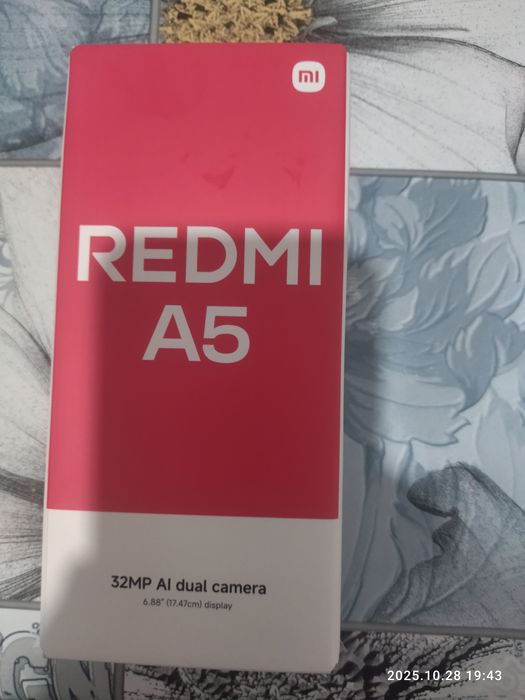 mi
REDMI
A5
32MP AI dual camera
6.88" (17.47cm) display
2025.10.28 19:43